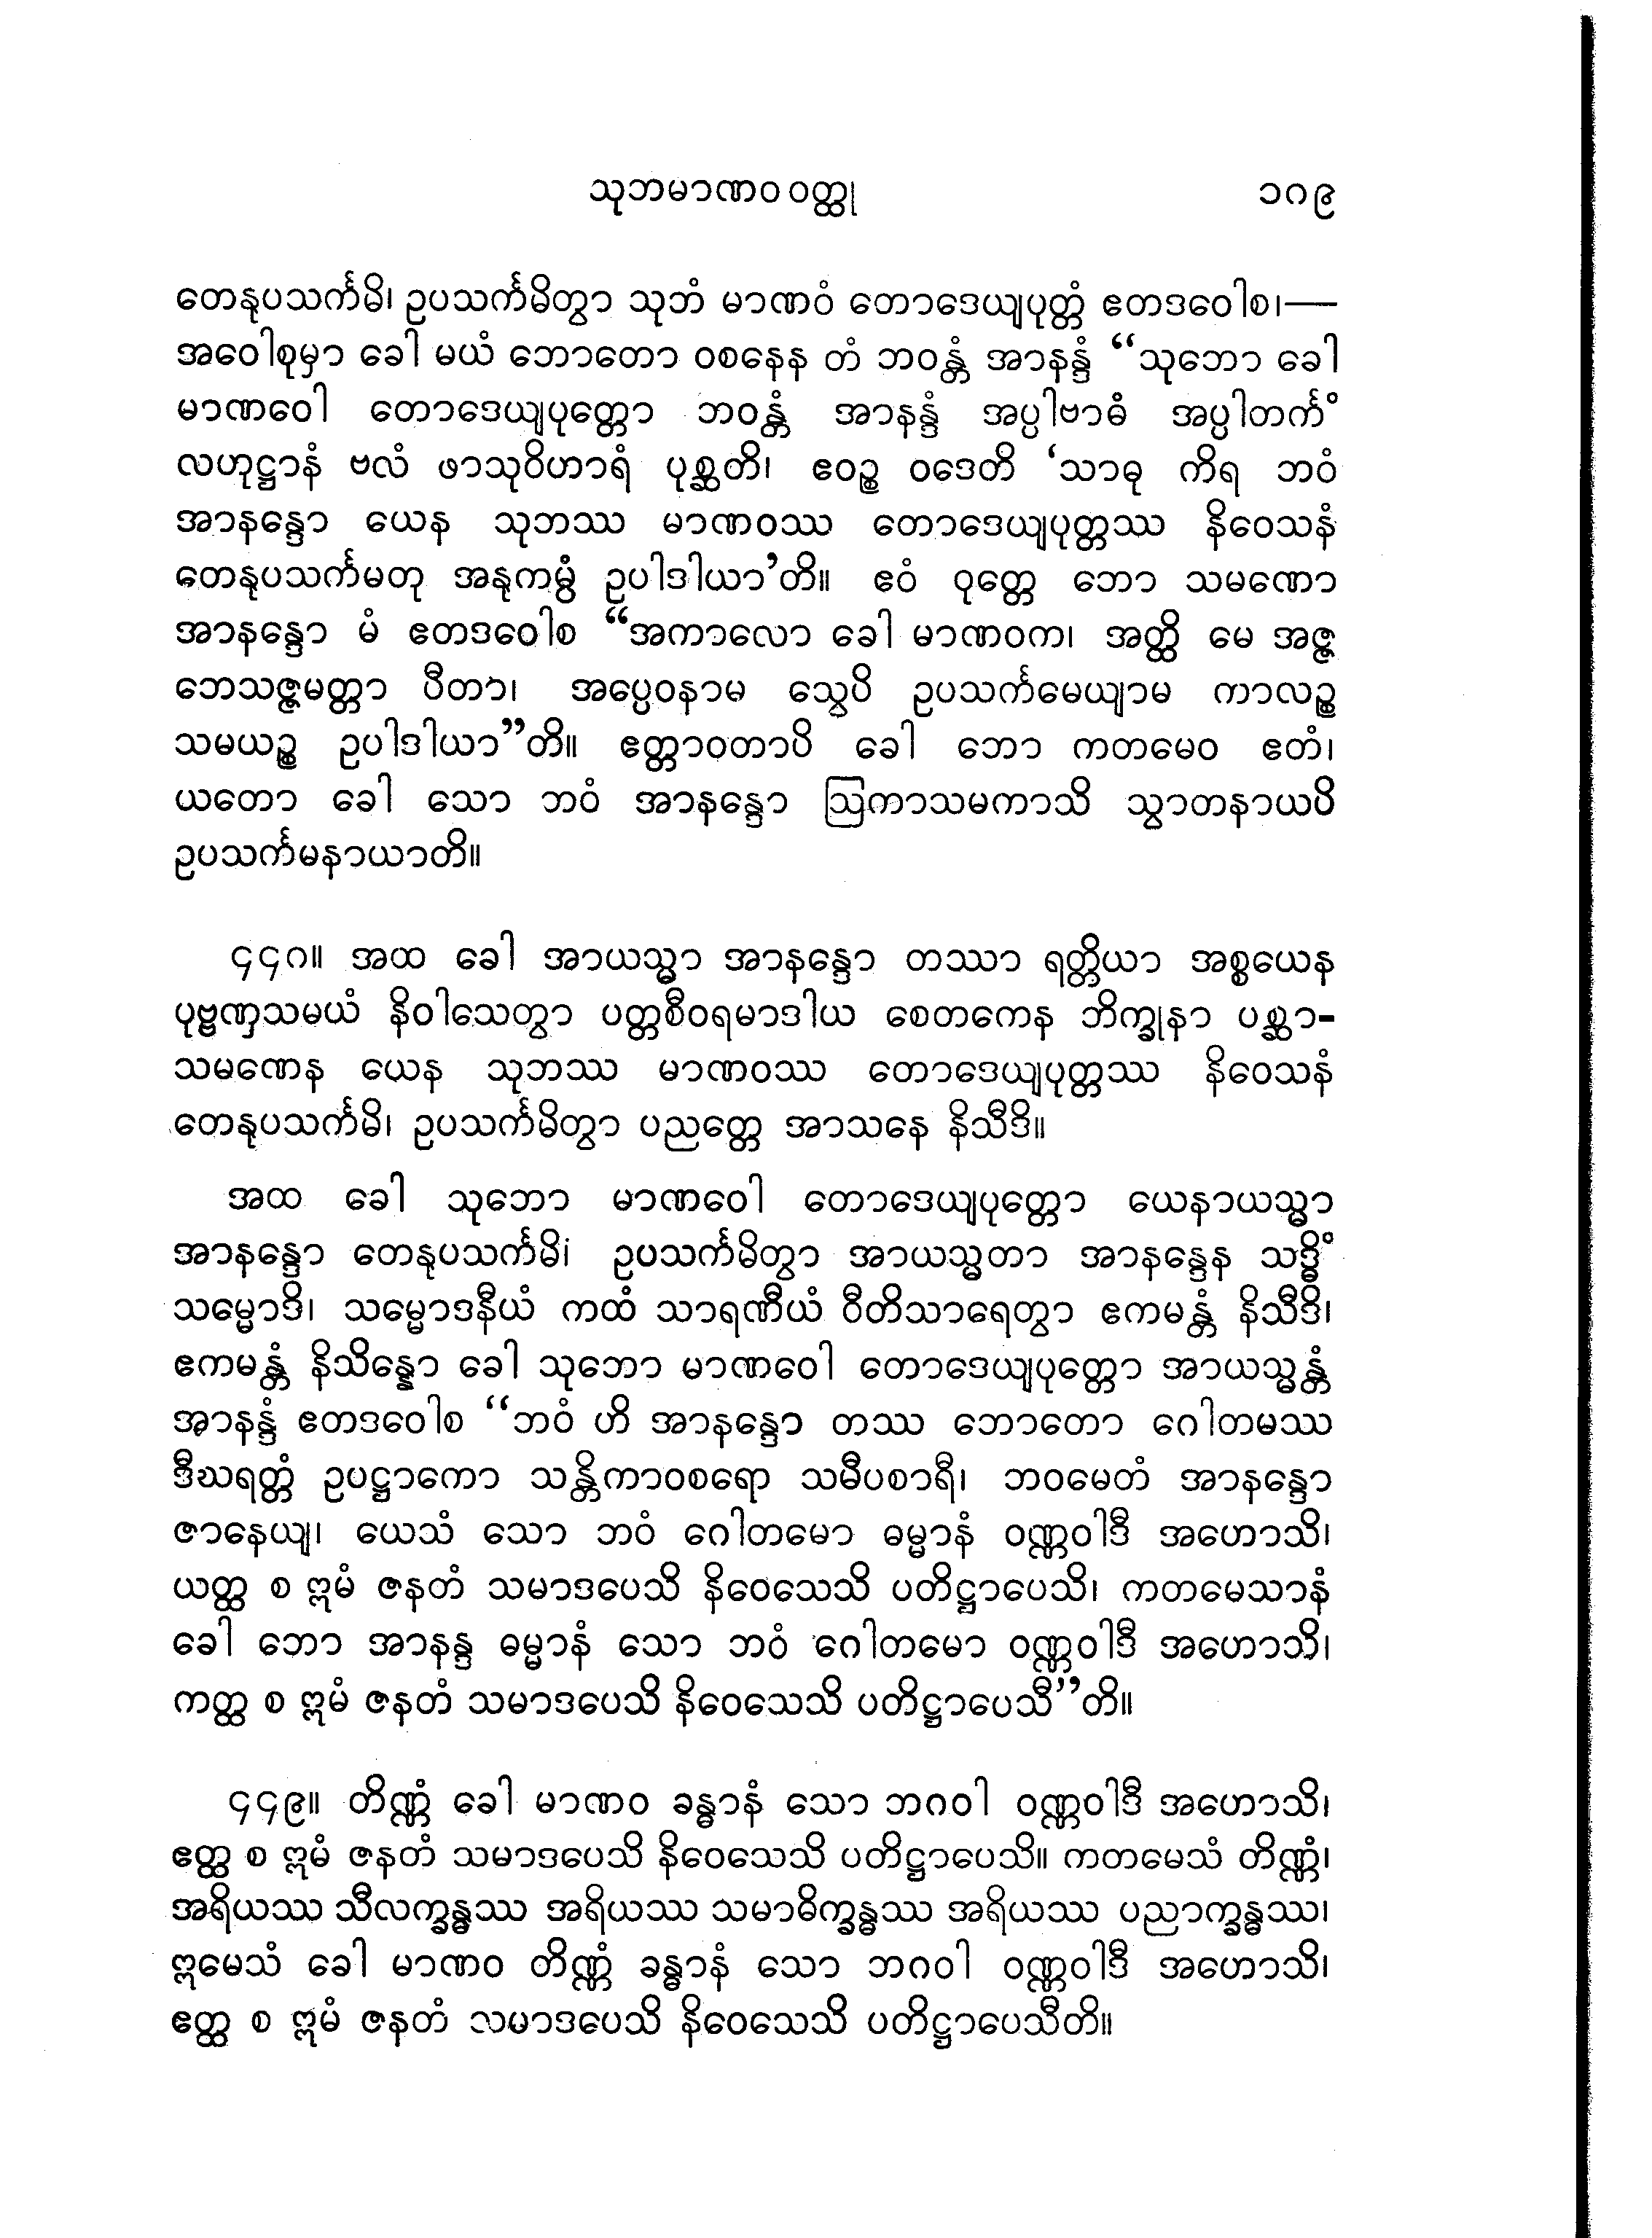 သုဘမာဏဝ ဝတ္ထု ၁ဂ၉
တေနုပသင်္ကမိ၊ ဥပသင်္ကမိတွာ သုဘံ မာဏဝံ တောဒေယျပုတ္တံ ဧတဒဝေါစ၊—
အဝေါစုမှာ ခေါ မယံ ဘောတော ဝစနေန တံ ဘဝန္တံ အာနန္ဒံ “သုဘော ခေါ
မာဏဝေါ တောဒေယျပုတ္တော ဘဝန္တံ အာနန္ဒံ အပ္ပါဗာဓံ အပ္ပါတင်္ကံ
လဟုဋ္ဌာနံ ဗလံ ဖာသုဝိဟာရံ ပုစ္ဆတိ၊ ဧဝဉ္စ ဝဒေတိ ‘သာဓု ကိရ ဘဝံ
အာနန္ဒော ယေန သုဘဿ မာဏဝဿ တောဒေယျပုတ္တဿ နိဝေသနံ
တေနုပသင်္ကမတု အနုကမ္ပံ ဥပါဒါယာ’တိ။ ဧဝံ ဝုတ္တေ ဘော သမဏော
အာနန္ဒော မံ ဧတဒဝေါစ “အကာလော ခေါ မာဏဝက၊ အတ္ထိ မေ အဇ္ဇ
ဘေသဇ္ဇမတ္တာ ပီတာ၊ အပ္ပေဝနာမ သွေပိ ဥပသင်္ကမေယျာမ ကာလဉ္စ
သမယဉ္စ ဥပါဒါယာ”တိ။ ဧတ္တာဝတာပိ ခေါ ဘော ကတမေဝ ဧတံ၊
ယတော ခေါ သော ဘဝံ အာနန္ဒော ဩကာသမကာသိ သွာတနာယပိ
ဥပသင်္ကမနာယာတိ။
၄၄ဂ။ အထ ခေါ အာယသ္မာ အာနန္ဒော တဿာ ရတ္တိယာ အစ္စယေန
ပုဗ္ဗဏှသမယံ နိဝါသေတွာ ပတ္တစီဝရမာဒါယ စေတကေန ဘိက္ခုနာ ပစ္ဆာ-
သမဏေန ယေန သုဘဿ မာဏဝဿ တောဒေယျပုတ္တဿ နိဝေသနံ
တေနုပသင်္ကမိ၊ ဥပသင်္ကမိတွာ ပညတ္တေ အာသနေ နိသီဒိ။
အထ ခေါ သုဘော မာဏဝေါ တောဒေယျပုတ္တော ယေနာယသ္မာ
အာနန္ဒော တေနုပသင်္ကမိ၊ ဥပသင်္ကမိတွာ အာယသ္မတာ အာနန္ဒေန သဒ္ဓိံ
သမ္မောဒိ၊ သမ္မောဒနီယံ ကထံ သာရဏီယံ ဝီတိသာရေတွာ ဧကမန္တံ နိသီဒိ၊
ဧကမန္တံ နိသိန္နော ခေါ သုဘော မာဏဝေါ တောဒေယျပုတ္တော အာယသ္မန္တံ
အာနန္ဒံ ဧတဒဝေါစ “ဘဝံ ဟိ အာနန္ဒော တဿ ဘောတော ဂေါတမဿ
ဒီဃရတ္တံ ဥပဋ္ဌာကော သန္တိကာဝစရော သမီပစာရီ၊ ဘဝမေတံ အာနန္ဒော
ဇာနေယျ၊ ယေသံ သော ဘဝံ ဂေါတမော ဓမ္မာနံ ဝဏ္ဏဝါဒီ အဟောသိ၊
ယတ္ထ စ ဣမံ ဇနတံ သမာဒပေသိ နိဝေသေသိ ပတိဋ္ဌာပေသိ၊ ကတမေသာနံ
ခေါ ဘော အာနန္ဒ ဓမ္မာနံ သော ဘဝံ ဂေါတမော ဝဏ္ဏဝါဒီ အဟောသိ၊
ကတ္ထ စ ဣမံ ဇနတံ သမာဒပေသိ နိဝေသေသိ ပတိဋ္ဌာပေသီ”တိ။
၄၄၉။ တိဏ္ဏံ ခေါ မာဏဝ ခန္ဓာနံ သော ဘဂဝါ ဝဏ္ဏဝါဒီ အဟောသိ၊
ဧတ္ထ စ ဣမံ ဇနတံ သမာဒပေသိ နိဝေသေသိ ပတိဋ္ဌာပေသိ။ ကတမေသံ တိဏ္ဏံ၊
အရိယဿ သီလက္ခန္ဓဿ အရိယဿ သမာဓိက္ခန္ဓဿ အရိယဿ ပညာက္ခန္ဓဿ၊
ဣမေသံ ခေါ မာဏဝ တိဏ္ဏံ ခန္ဓာနံ သော ဘဂဝါ ဝဏ္ဏဝါဒီ အဟောသိ၊
ဧတ္ထ စ ဣမံ ဇနတံ သမာဒပေသိ နိဝေသေသိ ပတိဋ္ဌာပေသီတိ။